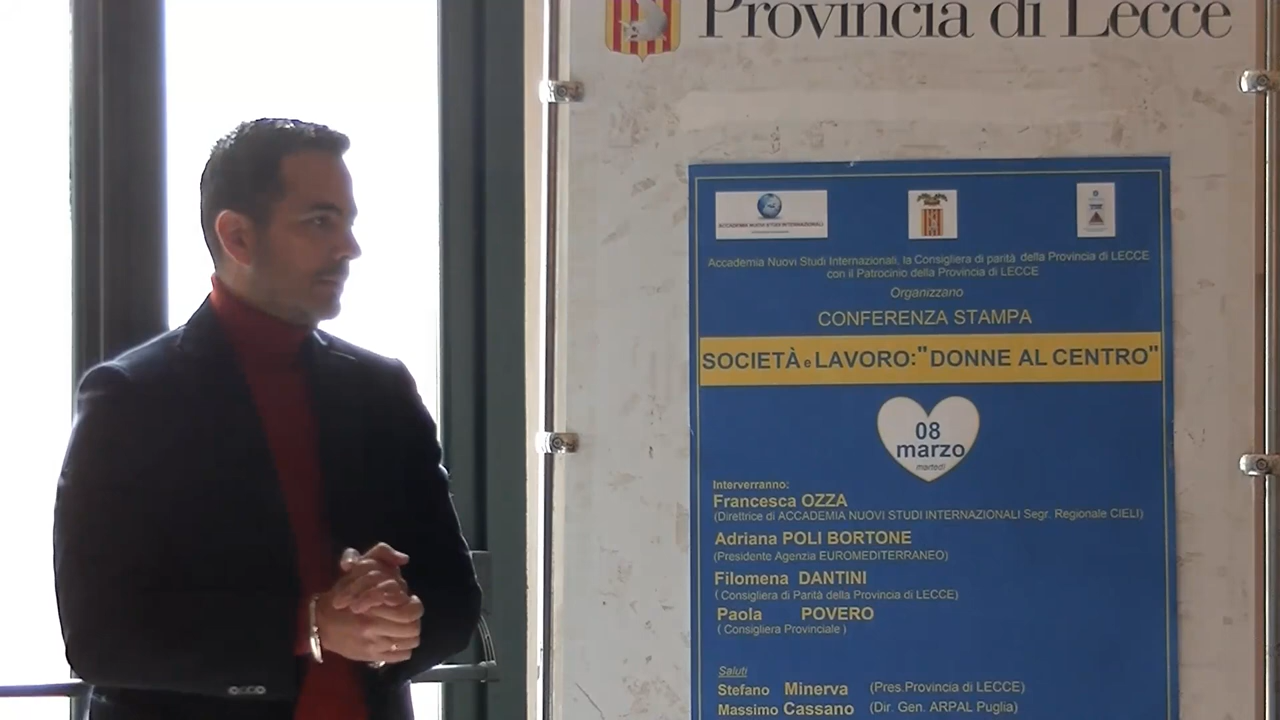 Provincia di Lecce
ACCADEMIA NUOVI STUDI INTERNAZIONALI
Accademia Nuovi Studi Internazionali, la Consigliera di parità della Provincia di LECCE
con il Patrocinio della Provincia di LECCE
Organizzano
CONFERENZA STAMPA
SOCIETÀ e LAVORO:"DONNE AL CENTRO"
08
marzo
martedì
Interverranno:
Francesca OZZA
(Direttrice di ACCADEMIA NUOVI STUDI INTERNAZIONALI Segr. Regionale CIELI)
Adriana POLI BORTONE
(Presidente Agenzia EUROMEDITERRANEO)
Filomena DANTINI
( Consigliera di Parità della Provincia di LECCE)
Paola POVERO
( Consigliera Provinciale )
Saluti
Stefano Minerva (Pres.Provincia di LECCE)
Massimo Cassano (Dir. Gen. ARPAL Puglia)